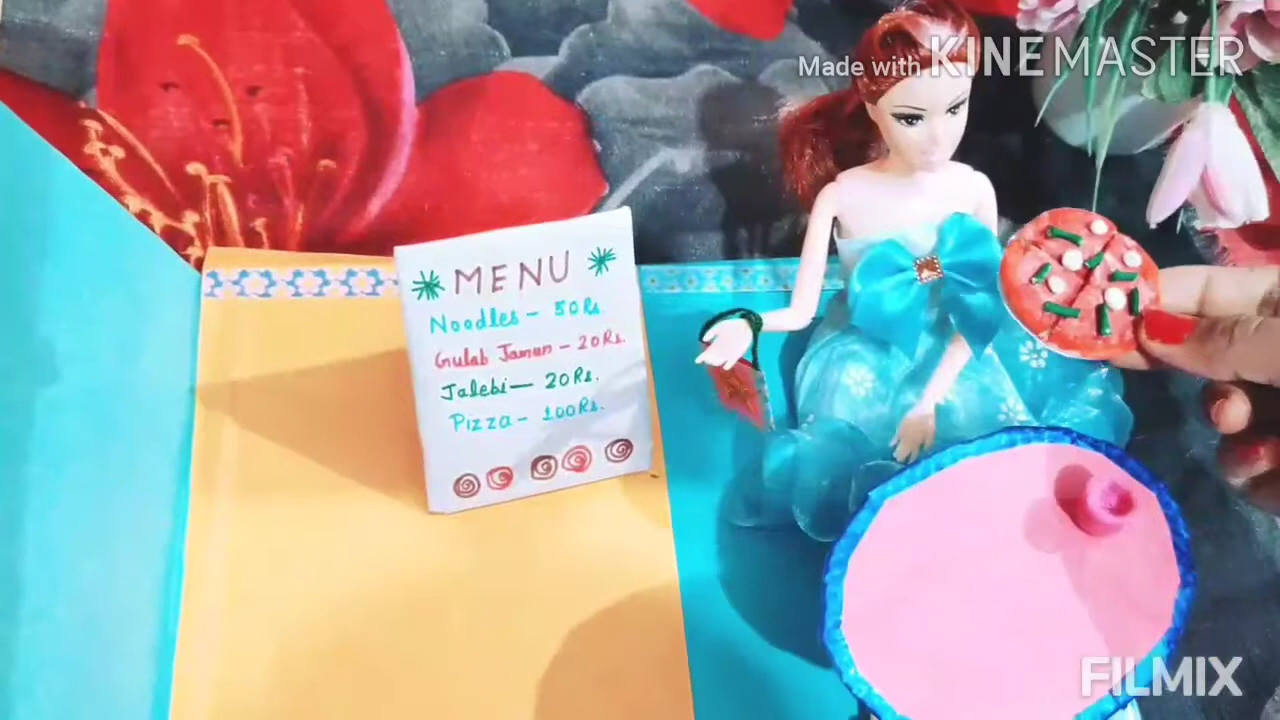 Made with KINEMASTER
MENU
Noodles - 50Rs.
Gulab Jamun - 20Rs.
Jalebi - 20Rs.
Pizza - 100Rs.
FILMIX